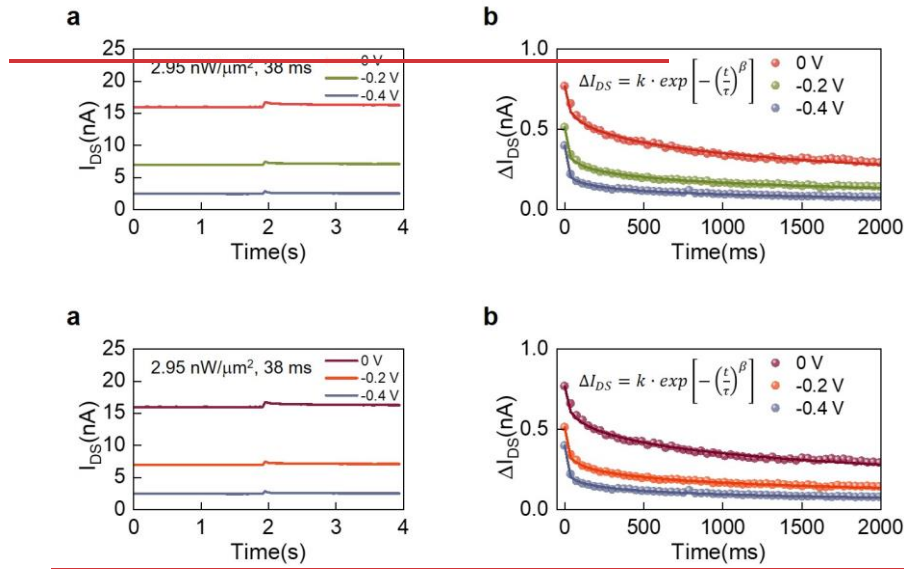 a
25
20
15
10
5
0
I_DS(nA)
2.95 nW/μm², 38 ms
0 V
-0.2 V
-0.4 V
0 1 2 3 4
Time(s)
b
1.0
0.5
0.0
ΔI_DS(nA)
ΔI_DS = k · exp [−(t/τ)^β]
0 V
-0.2 V
-0.4 V
0 500 1000 1500 2000
Time(ms)
a
25
20
15
10
5
0
I_DS(nA)
2.95 nW/μm², 38 ms
0 V
-0.2 V
-0.4 V
0 1 2 3 4
Time(s)
b
1.0
0.5
0.0
ΔI_DS(nA)
ΔI_DS = k · exp [−(t/τ)^β]
0 V
-0.2 V
-0.4 V
0 500 1000 1500 2000
Time(ms)